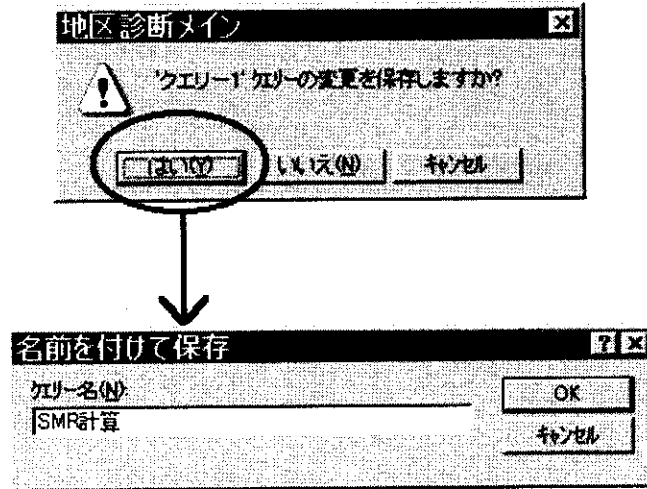 地区診断メイン
'クエリー1' ｸｴﾘｰの変更を保存しますか?
はい(Y)
いいえ(N)
ｷｬﾝｾﾙ
名前を付けて保存
ｸｴﾘｰ名(N):
OK
SMR計算
ｷｬﾝｾﾙ